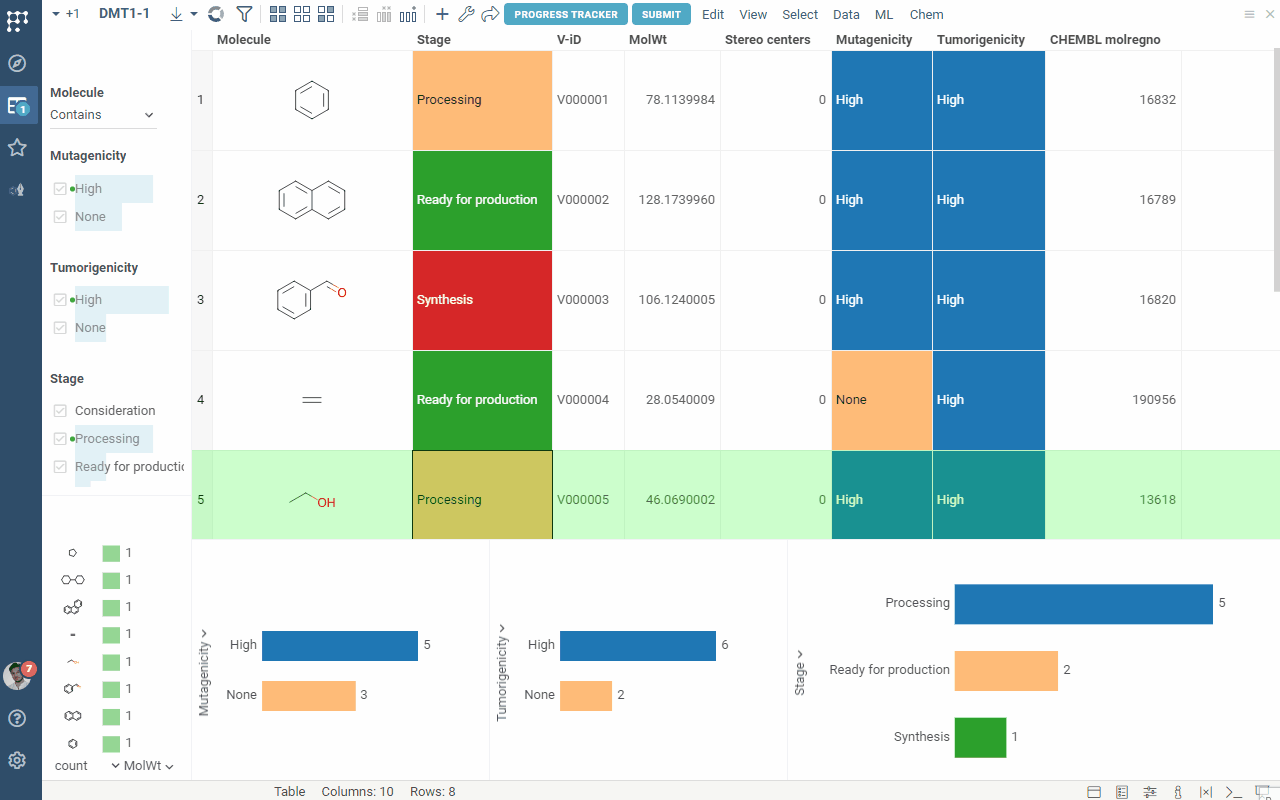 +1 DMT1-1 PROGRESS TRACKER SUBMIT Edit View Select Data ML Chem
Molecule Stage V-iD MolWt Stereo centers Mutagenicity Tumorigenicity CHEMBL molregno
1 Processing V000001 78.1139984 0 High High 16832
2 Ready for production V000002 128.1739960 0 High High 16789
3 O Synthesis V000003 106.1240005 0 High High 16820
4 Ready for production V000004 28.0540009 0 None High 190956
5 OH Processing V000005 46.0690002 0 High High 13618
1
Molecule
Contains
Mutagenicity
High
None
Tumorigenicity
High
None
Stage
Consideration
Processing
Ready for productic
1
1
1
1
1
1
1
1
count MolWt
7
Mutagenicity
High 5
None 3
Tumorigenicity
High 6
None 2
Stage
Processing 5
Ready for production 2
Synthesis 1
Table Columns: 10 Rows: 8